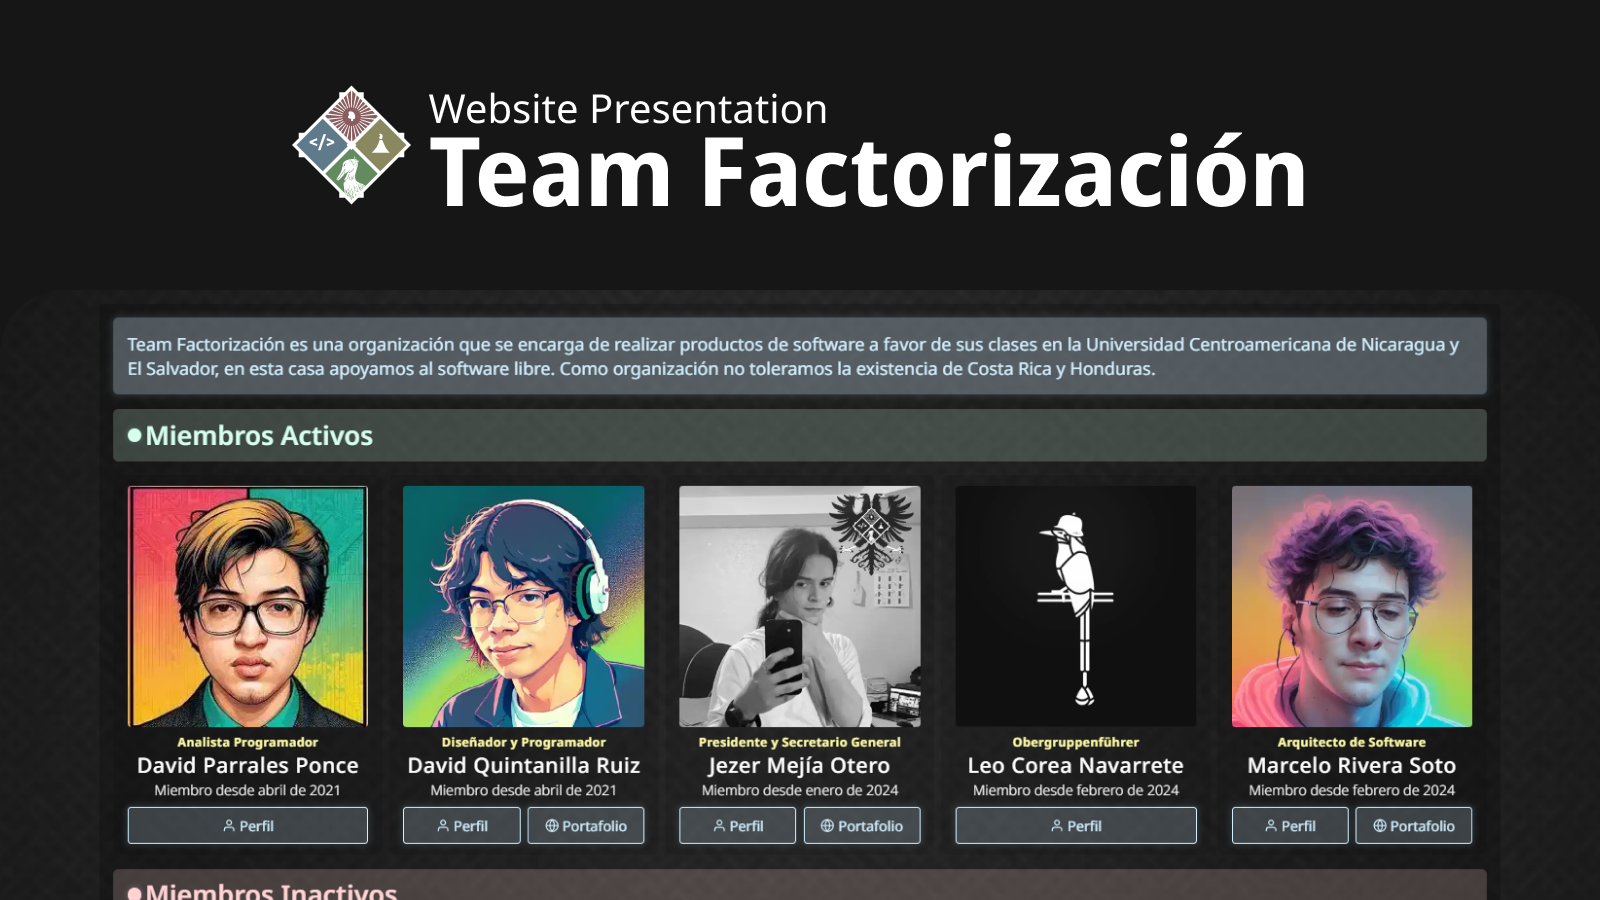 Website Presentation
Team Factorización
</>
Team Factorización es una organización que se encarga de realizar productos de software a favor de sus clases en la Universidad Centroamericana de Nicaragua y
El Salvador, en esta casa apoyamos al software libre. Como organización no toleramos la existencia de Costa Rica y Honduras.
Miembros Activos
Analista Programador
David Parrales Ponce
Miembro desde abril de 2021
Perfil
Diseñador y Programador
David Quintanilla Ruiz
Miembro desde abril de 2021
Perfil Portafolio
Presidente y Secretario General
Jezer Mejía Otero
Miembro desde enero de 2024
Perfil Portafolio
Obergruppenführer
Leo Corea Navarrete
Miembro desde febrero de 2024
Perfil
Arquitecto de Software
Marcelo Rivera Soto
Miembro desde febrero de 2024
Perfil Portafolio
Miembros Inactivos